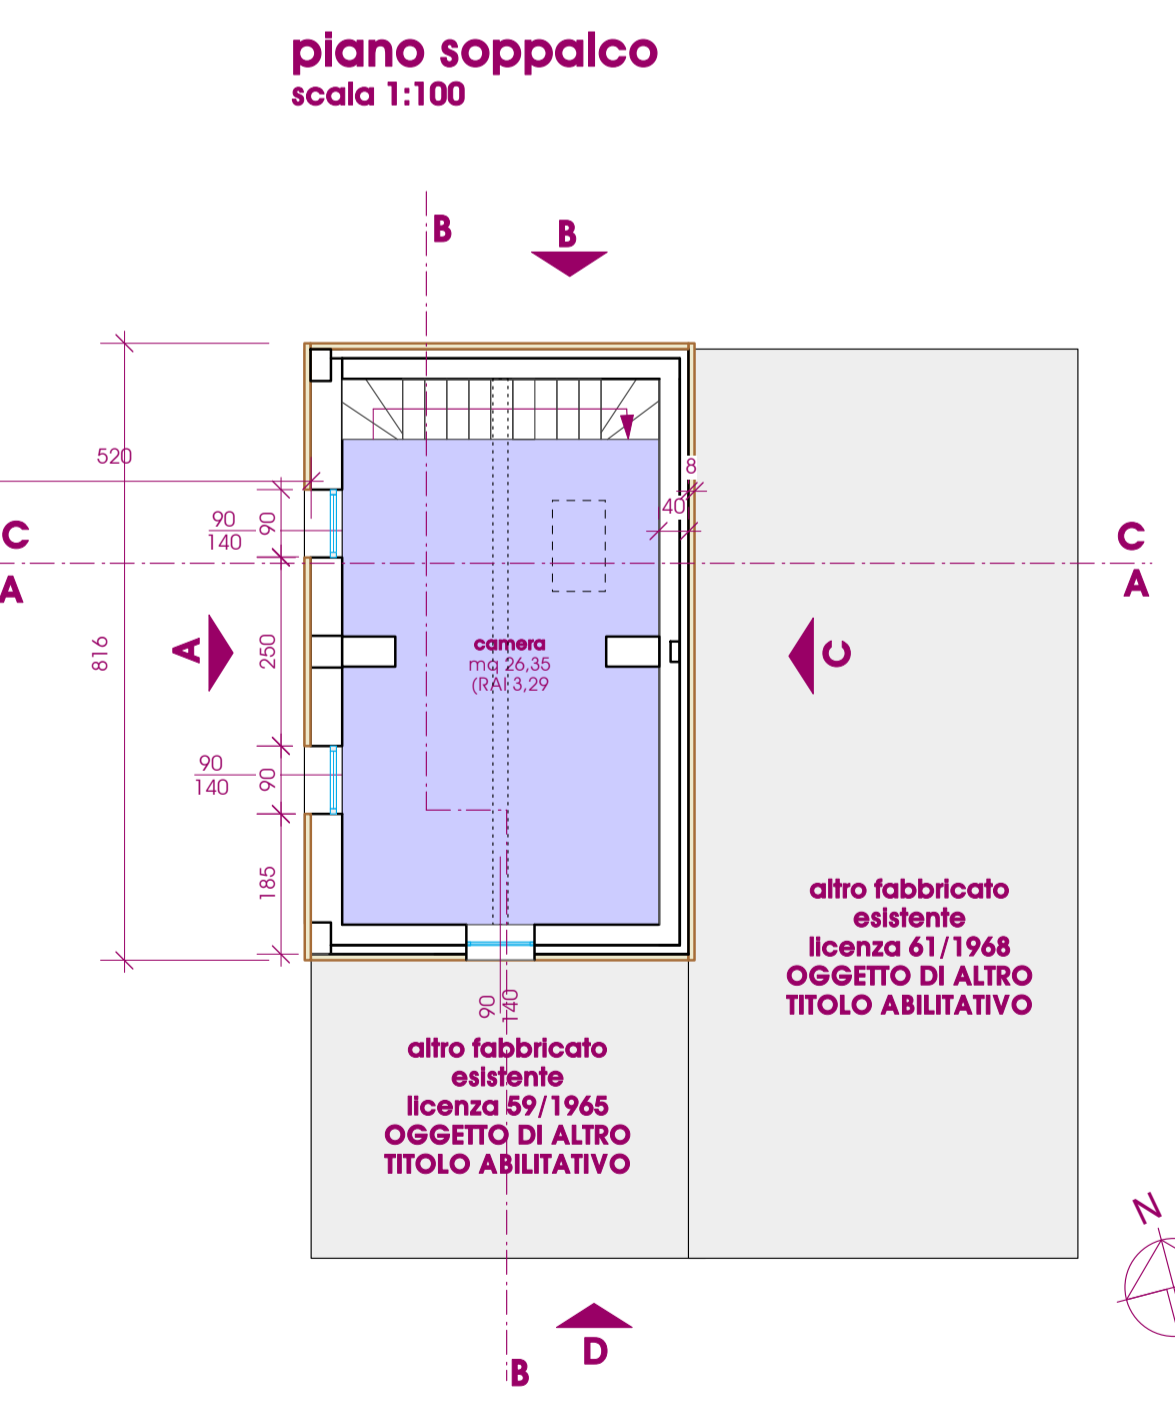 piano soppalco
scala 1:100
B
B
520
8
40
90
140
90
C
C
A
A
816
A
250
camera
mq 26,35
(RAI 3,29
C
90
140
90
185
altro fabbricato
esistente
licenza 61/1968
OGGETTO DI ALTRO
TITOLO ABILITATIVO
90
140
altro fabbricato
esistente
licenza 59/1965
OGGETTO DI ALTRO
TITOLO ABILITATIVO
N
D
B